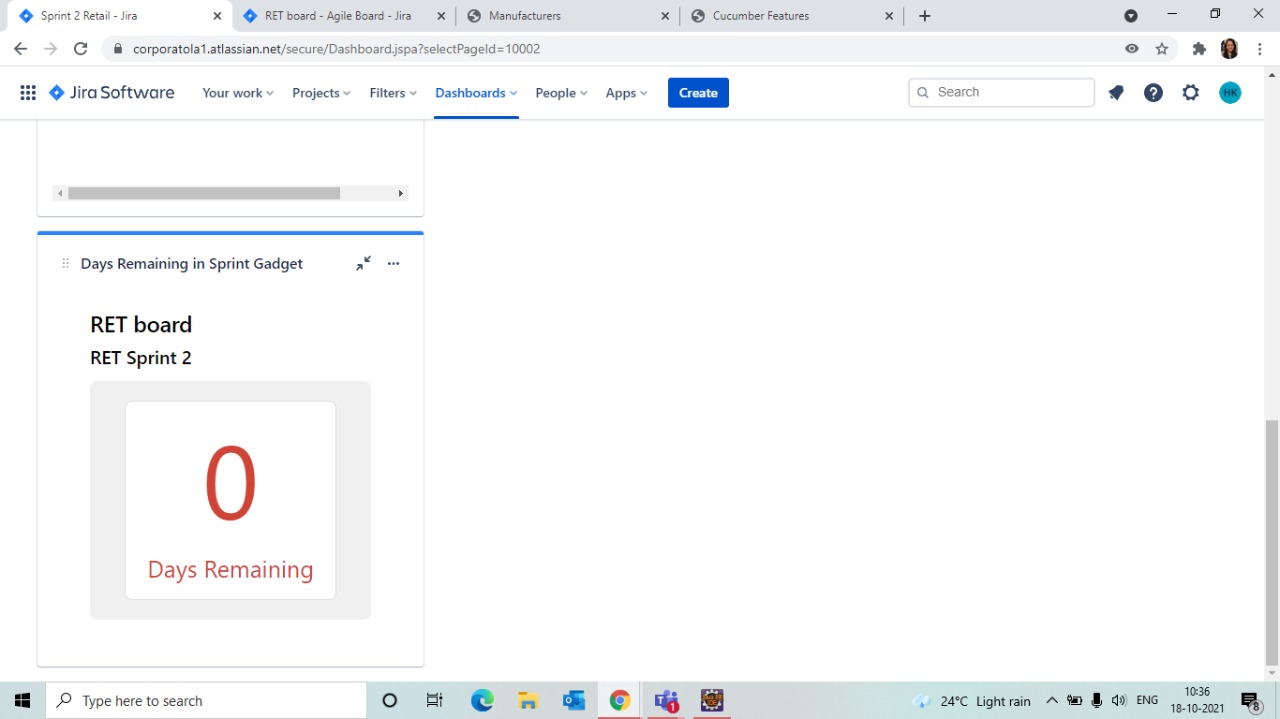 Sprint 2 Retail - Jira
RET board - Agile Board - Jira
Manufacturers
Cucumber Features
corporatola1.atlassian.net/secure/Dashboard.jspa?selectPageId=10002
Jira Software
Your work
Projects
Filters
Dashboards
People
Apps
Create
Search
HK
Days Remaining in Sprint Gadget
RET board
RET Sprint 2
0
Days Remaining
Type here to search
1
24°C Light rain
ENG
10:36
18-10-2021
8